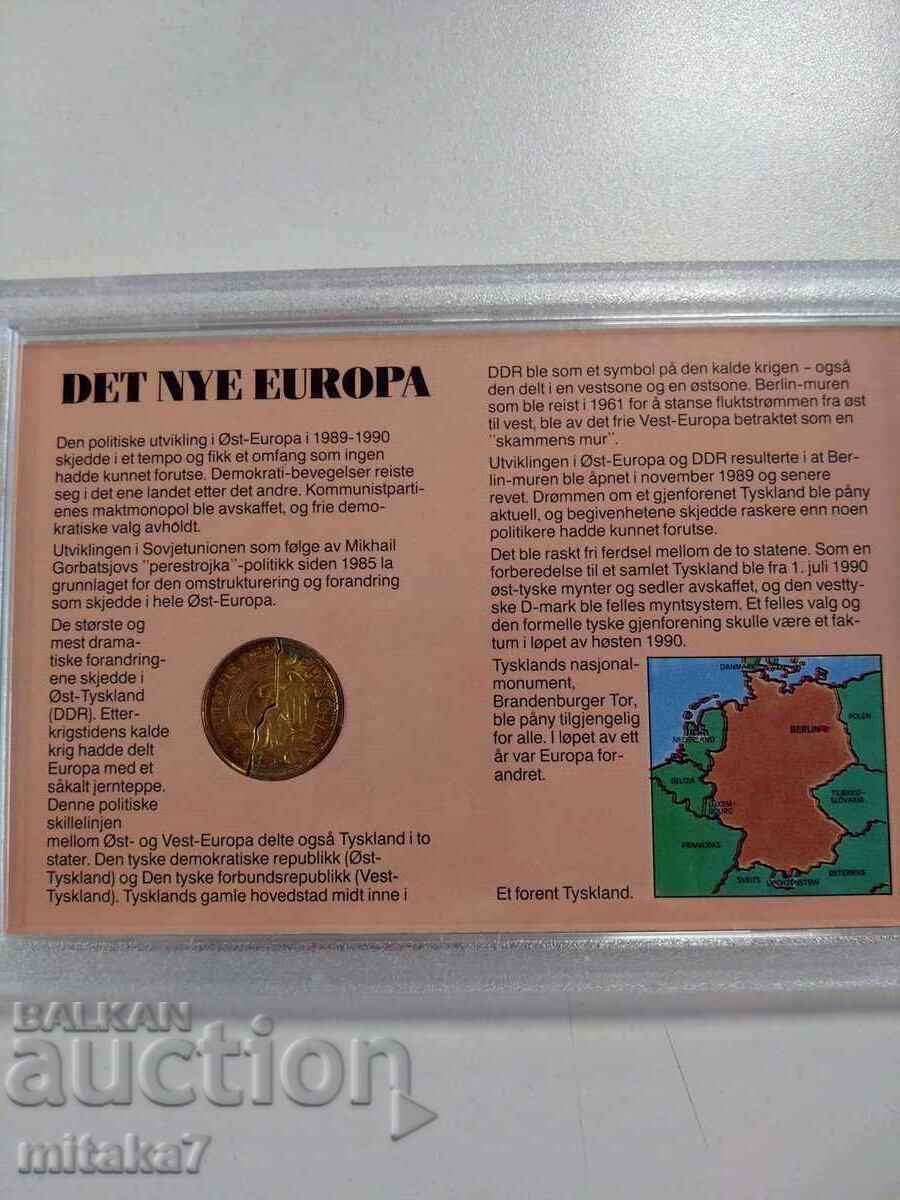 DET NYE EUROPA
Den politiske utvikling i Øst-Europa i 1989-1990
skjedde i et tempo og fikk et omfang som ingen
hadde kunnet forutse. Demokrati-bevegelser reiste
seg i det ene landet etter det andre. Kommunistparti-
enes maktmonopol ble avskaffet, og frie demo-
kratiske valg avholdt.
Utviklingen i Sovjetunionen som følge av Mikhail
Gorbatsjovs "perestrojka"-politikk siden 1985 la
grunnlaget for den omstrukturering og forandring
som skjedde i hele Øst-Europa.
De største og
mest drama-
tiske forandring-
ene skjedde i
Øst-Tyskland
(DDR). Etter-
krigstidens kalde
krig hadde delt
Europa med et
såkalt jernteppe.
Denne politiske
skillelinjen
mellom Øst- og Vest-Europa delte også Tyskland i to
stater. Den tyske demokratiske republikk (Øst-
Tyskland) og Den tyske forbundsrepublikk (Vest-
Tyskland). Tysklands gamle hovedstad midt inne i
DDR ble som et symbol på den kalde krigen – også
den delt i en vestsone og en østsone. Berlin-muren
som ble reist i 1961 for å stanse fluktstrømmen fra øst
til vest, ble av det frie Vest-Europa betraktet som en
"skammens mur".
Utviklingen i Øst-Europa og DDR resulterte i at Ber-
lin-muren ble åpnet i november 1989 og senere
revet. Drømmen om et gjenforenet Tyskland ble påny
aktuell, og begivenhetene skjedde raskere enn noen
politikere hadde kunnet forutse.
Det ble raskt fri ferdsel mellom de to statene. Som en
forberedelse til et samlet Tyskland ble fra 1. juli 1990
øst-tyske mynter og sedler avskaffet, og den vestty-
ske D-mark ble felles myntsystem. Et felles valg og
den formelle tyske gjenforening skulle være et fak-
tum i løpet av høsten 1990.
Tysklands nasjonal-
monument,
Brandenburger Tor,
ble påny tilgjengelig
for alle. I løpet av ett
år var Europa for-
andret.
Et forent Tyskland.
DANMARK
NEDERLAND
BERLIN
POLEN
BELGIA
LUXEM-
BOURG
TSJEKKO-
SLOVAKIA
FRANKRIKE
SVEITS
LIECHTENSTEIN
ØSTERRIKE
BALKAN
auction
mitaka7